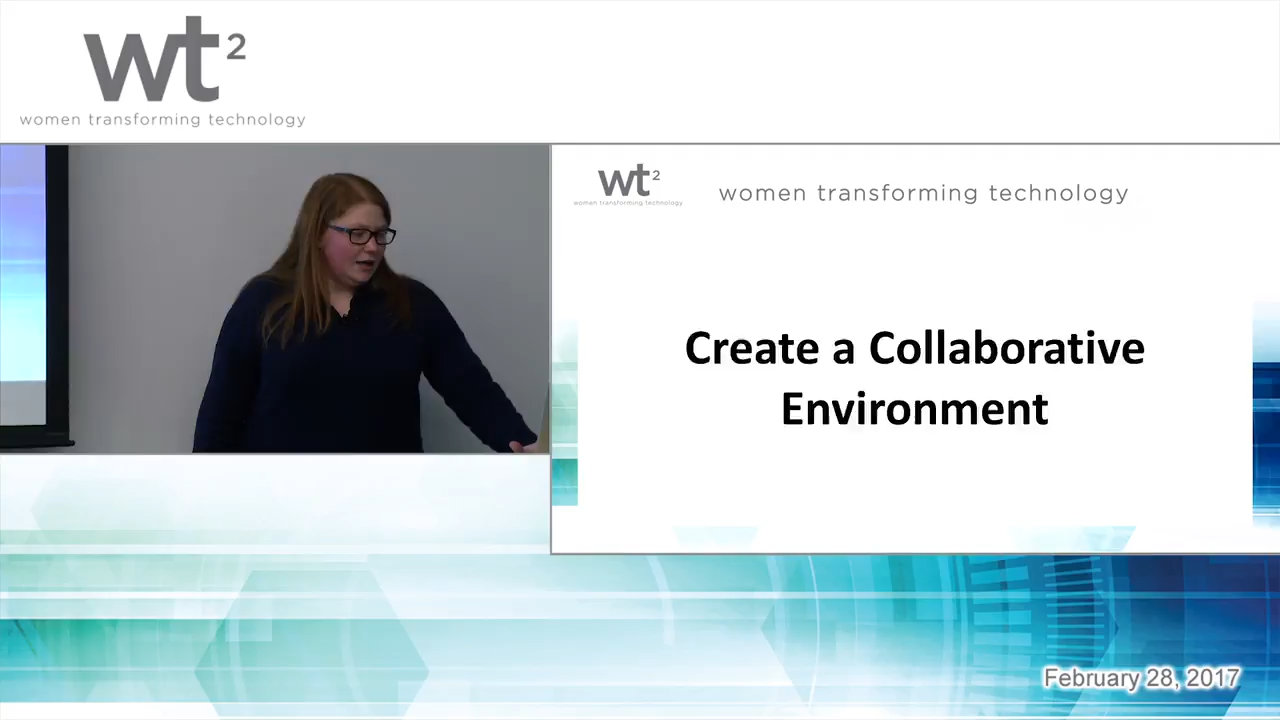 wt2
women transforming technology
wt2
women transforming technology
women transforming technology
Create a Collaborative
Environment
February 28, 2017